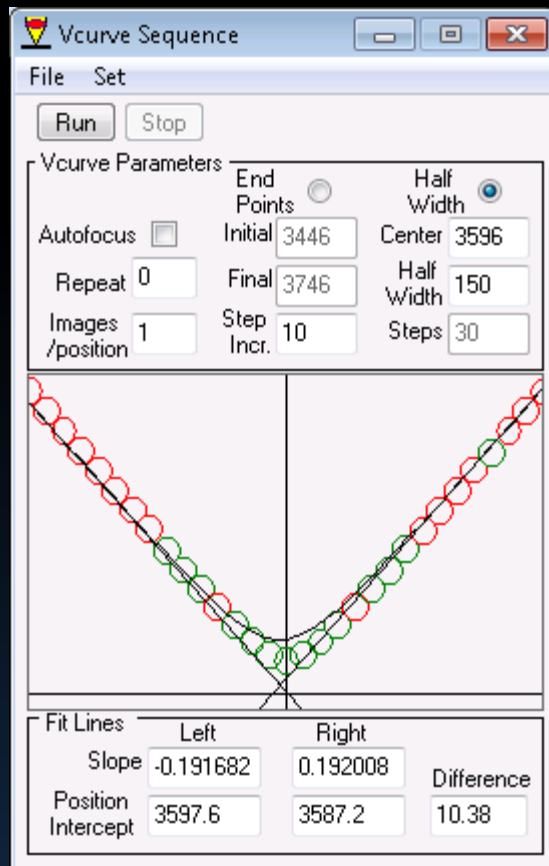 Vcurve Sequence
File Set
Run Stop
Vcurve Parameters
End Points
Half Width
Autofocus Initial 3446 Center 3596
Repeat 0 Final 3746 Half Width 150
Images /position 1 Step Incr. 10 Steps 30
Fit Lines
Left Right
Slope -0.191682 0.192008 Difference
Position Intercept 3597.6 3587.2 10.38